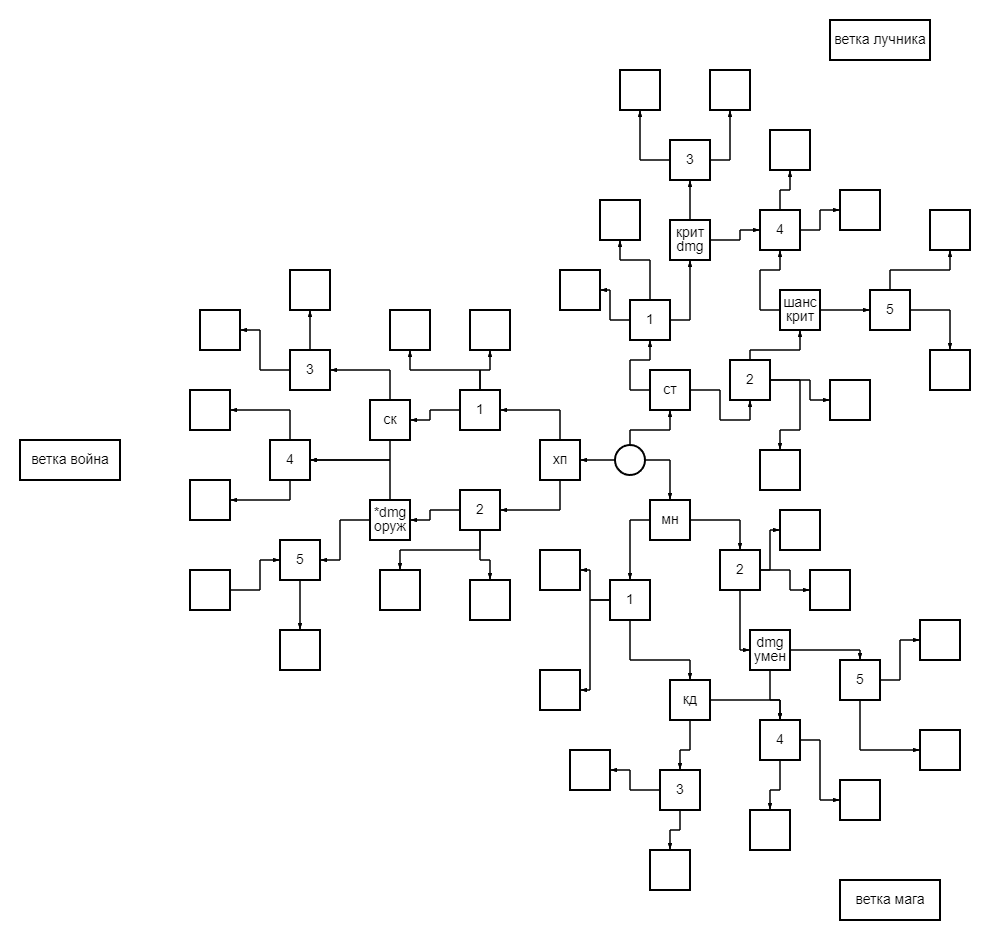 ветка лучника
3
крит
dmg
4
шанс
крит
5
1
3
ст
2
ск
1
ветка война
4
хп
*dmg
оруж
2
мн
5
2
1
dmg
умен
5
кд
4
3
ветка мага